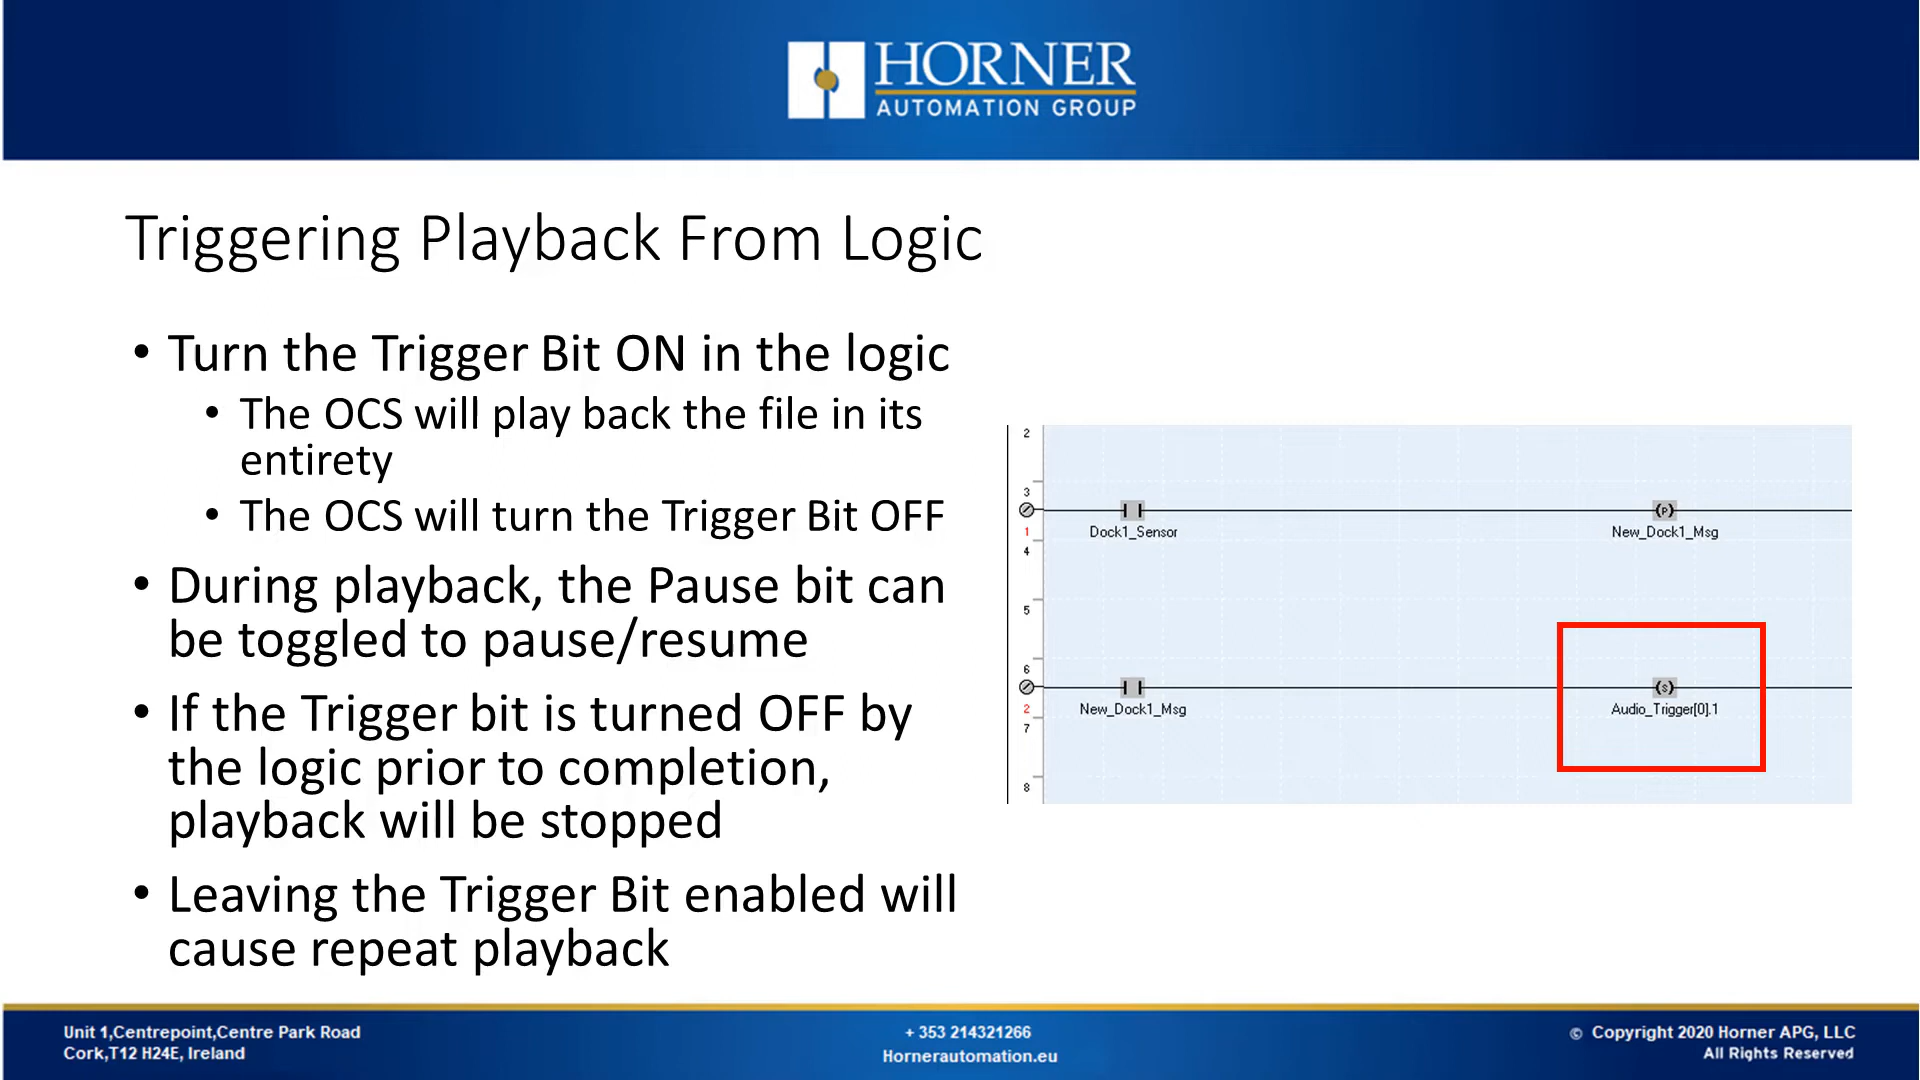 HORNER
AUTOMATION GROUP
Triggering Playback From Logic
• Turn the Trigger Bit ON in the logic
• The OCS will play back the file in its
entirety
• The OCS will turn the Trigger Bit OFF
• During playback, the Pause bit can
be toggled to pause/resume
• If the Trigger bit is turned OFF by
the logic prior to completion,
playback will be stopped
• Leaving the Trigger Bit enabled will
cause repeat playback
2
3
1
Dock1_Sensor
(P)
New_Dock1_Msg
4
5
6
2
New_Dock1_Msg
(S)
Audio_Trigger[0].1
7
8
Unit 1,Centrepoint,Centre Park Road
Cork,T12 H24E, Ireland
+ 353 214321266
Hornerautomation.eu
© Copyright 2020 Horner APG, LLC
All Rights Reserved